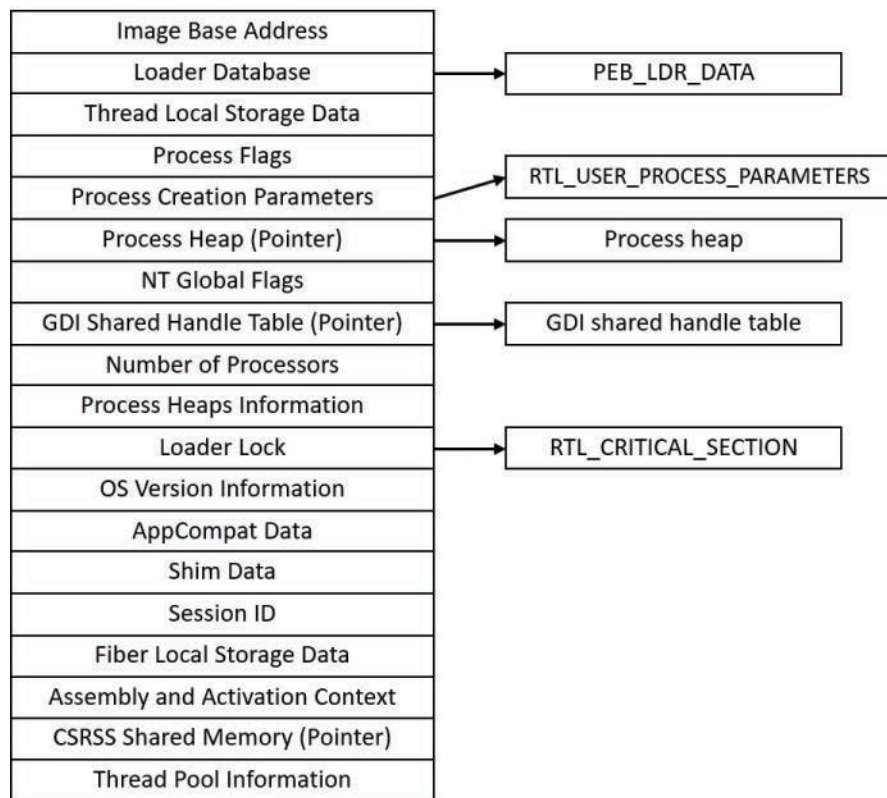 Image Base Address
Loader Database
PEB_LDR_DATA
Thread Local Storage Data
Process Flags
Process Creation Parameters
RTL_USER_PROCESS_PARAMETERS
Process Heap (Pointer)
Process heap
NT Global Flags
GDI Shared Handle Table (Pointer)
GDI shared handle table
Number of Processors
Process Heaps Information
Loader Lock
RTL_CRITICAL_SECTION
OS Version Information
AppCompat Data
Shim Data
Session ID
Fiber Local Storage Data
Assembly and Activation Context
CSRSS Shared Memory (Pointer)
Thread Pool Information